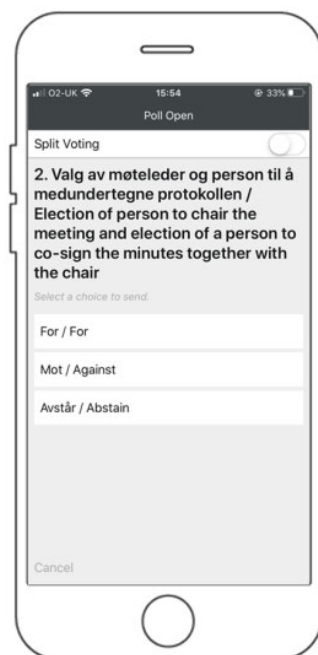 O2-UK 15:54 33%
Poll Open
Split Voting
2. Valg av møteleder og person til å
medundertegne protokollen /
Election of person to chair the
meeting and election of a person to
co-sign the minutes together with
the chair
Select a choice to send.
For / For
Mot / Against
Avstår / Abstain
Cancel